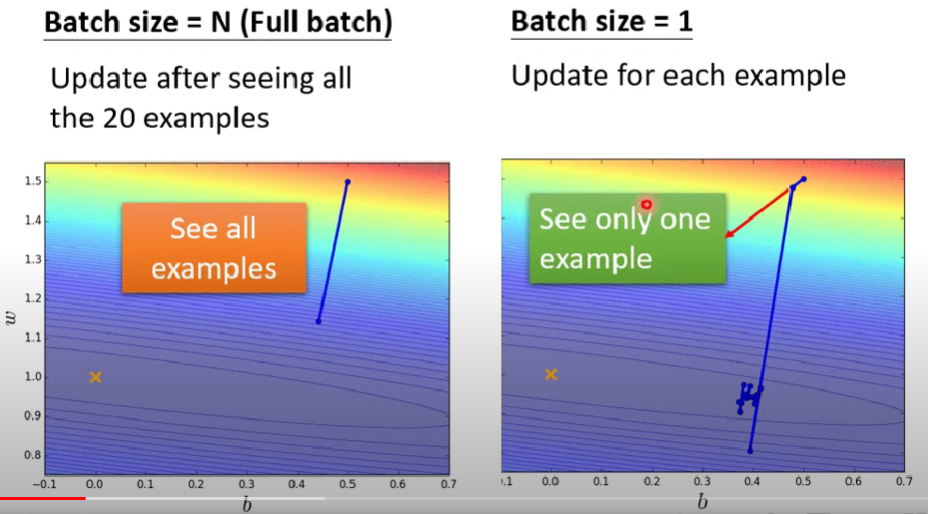 Batch size = N (Full batch)
Update after seeing all
the 20 examples
1.5
1.4
1.3
1.2
1.1
1.0
0.9
0.8
w
See all
examples
−0.1 0.0 0.1 0.2 0.3 0.4 0.5 0.6 0.7
b
Batch size = 1
Update for each example
See only one
example
.1 0.0 0.1 0.2 0.3 0.4 0.5 0.6 0.7
b